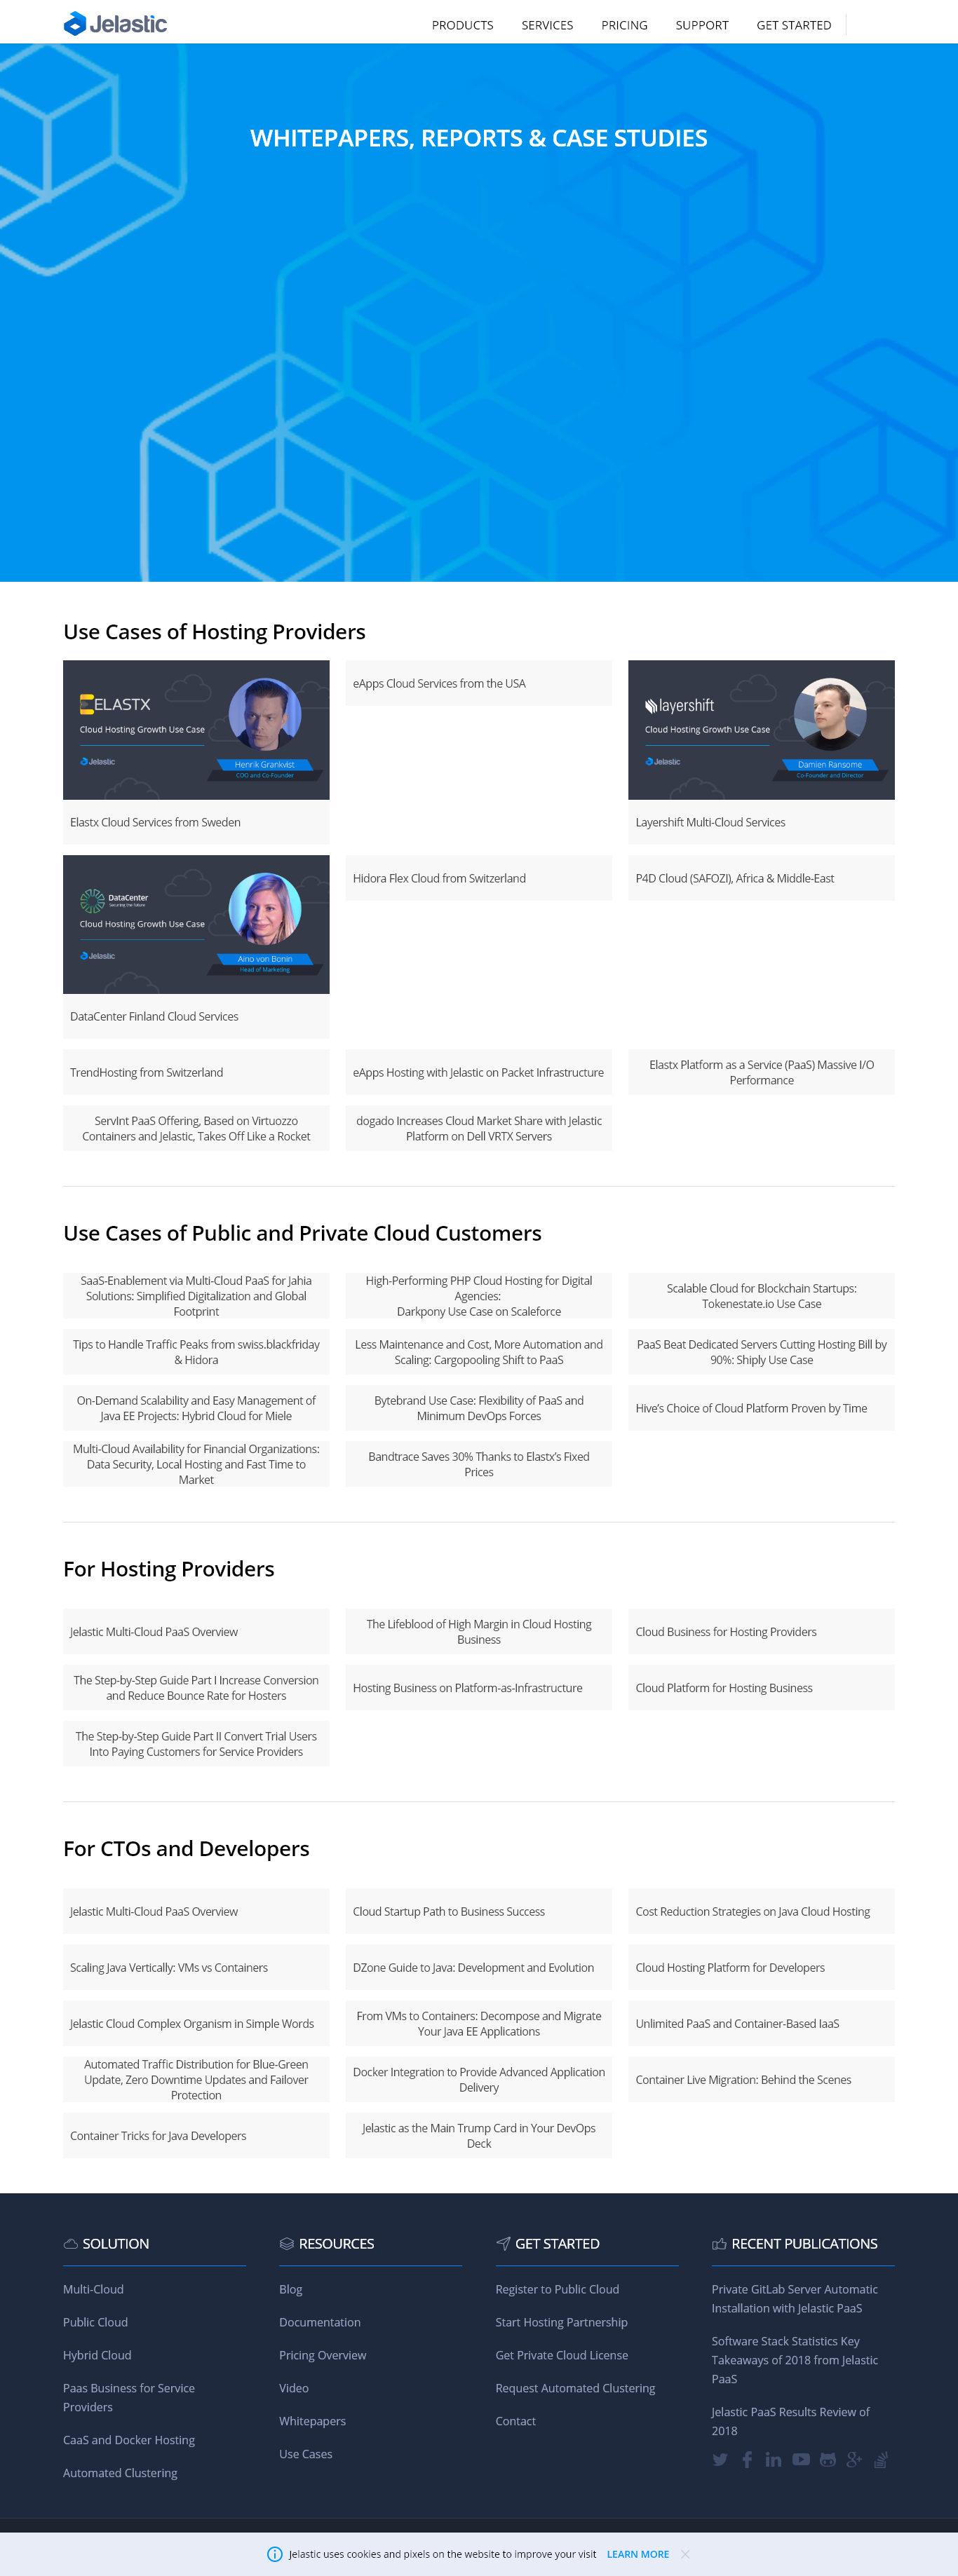 Jelastic
PRODUCTS
SERVICES
PRICING
SUPPORT
GET STARTED
WHITEPAPERS, REPORTS & CASE STUDIES
Use Cases of Hosting Providers
ELASTX
Cloud Hosting Growth Use Case
Jelastic
Henrik Grankvist
COO and Co-Founder
Elastx Cloud Services from Sweden
eApps Cloud Services from the USA
layershift
Cloud Hosting Growth Use Case
Jelastic
Damien Ransome
Co-Founder and Director
Layershift Multi-Cloud Services
DataCenter
Securing the future
Cloud Hosting Growth Use Case
Jelastic
Aino von Bonin
Head of Marketing
DataCenter Finland Cloud Services
Hidora Flex Cloud from Switzerland
P4D Cloud (SAFOZI), Africa & Middle-East
TrendHosting from Switzerland
eApps Hosting with Jelastic on Packet Infrastructure
Elastx Platform as a Service (PaaS) Massive I/O
Performance
ServInt PaaS Offering, Based on Virtuozzo
Containers and Jelastic, Takes Off Like a Rocket
dogado Increases Cloud Market Share with Jelastic
Platform on Dell VRTX Servers
Use Cases of Public and Private Cloud Customers
SaaS-Enablement via Multi-Cloud PaaS for Jahia
Solutions: Simplified Digitalization and Global
Footprint
High-Performing PHP Cloud Hosting for Digital
Agencies:
Darkpony Use Case on Scaleforce
Scalable Cloud for Blockchain Startups:
Tokenestate.io Use Case
Tips to Handle Traffic Peaks from swiss.blackfriday
& Hidora
Less Maintenance and Cost, More Automation and
Scaling: Cargopooling Shift to PaaS
PaaS Beat Dedicated Servers Cutting Hosting Bill by
90%: Shiply Use Case
On-Demand Scalability and Easy Management of
Java EE Projects: Hybrid Cloud for Miele
Bytebrand Use Case: Flexibility of PaaS and
Minimum DevOps Forces
Hive's Choice of Cloud Platform Proven by Time
Multi-Cloud Availability for Financial Organizations:
Data Security, Local Hosting and Fast Time to
Market
Bandtrace Saves 30% Thanks to Elastx's Fixed
Prices
For Hosting Providers
Jelastic Multi-Cloud PaaS Overview
The Lifeblood of High Margin in Cloud Hosting
Business
Cloud Business for Hosting Providers
The Step-by-Step Guide Part I Increase Conversion
and Reduce Bounce Rate for Hosters
Hosting Business on Platform-as-Infrastructure
Cloud Platform for Hosting Business
The Step-by-Step Guide Part II Convert Trial Users
Into Paying Customers for Service Providers
For CTOs and Developers
Jelastic Multi-Cloud PaaS Overview
Cloud Startup Path to Business Success
Cost Reduction Strategies on Java Cloud Hosting
Scaling Java Vertically: VMs vs Containers
DZone Guide to Java: Development and Evolution
Cloud Hosting Platform for Developers
Jelastic Cloud Complex Organism in Simple Words
From VMs to Containers: Decompose and Migrate
Your Java EE Applications
Unlimited PaaS and Container-Based IaaS
Automated Traffic Distribution for Blue-Green
Update, Zero Downtime Updates and Failover
Protection
Docker Integration to Provide Advanced Application
Delivery
Container Live Migration: Behind the Scenes
Container Tricks for Java Developers
Jelastic as the Main Trump Card in Your DevOps
Deck
SOLUTION
Multi-Cloud
Public Cloud
Hybrid Cloud
Paas Business for Service
Providers
CaaS and Docker Hosting
Automated Clustering
RESOURCES
Blog
Documentation
Pricing Overview
Video
Whitepapers
Use Cases
GET STARTED
Register to Public Cloud
Start Hosting Partnership
Get Private Cloud License
Request Automated Clustering
Contact
RECENT PUBLICATIONS
Private GitLab Server Automatic
Installation with Jelastic PaaS
Software Stack Statistics Key
Takeaways of 2018 from Jelastic
PaaS
Jelastic PaaS Results Review of
2018
Jelastic uses cookies and pixels on the website to improve your visit
LEARN MORE